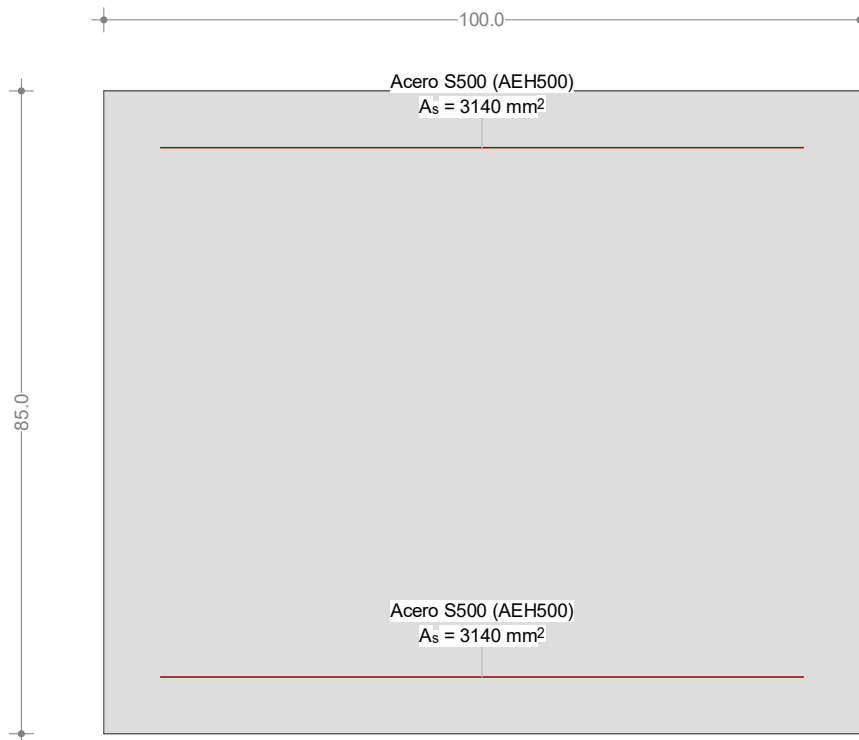 100.0
Acero S500 (AEH500)
As = 3140 mm²
85.0
Acero S500 (AEH500)
As = 3140 mm²